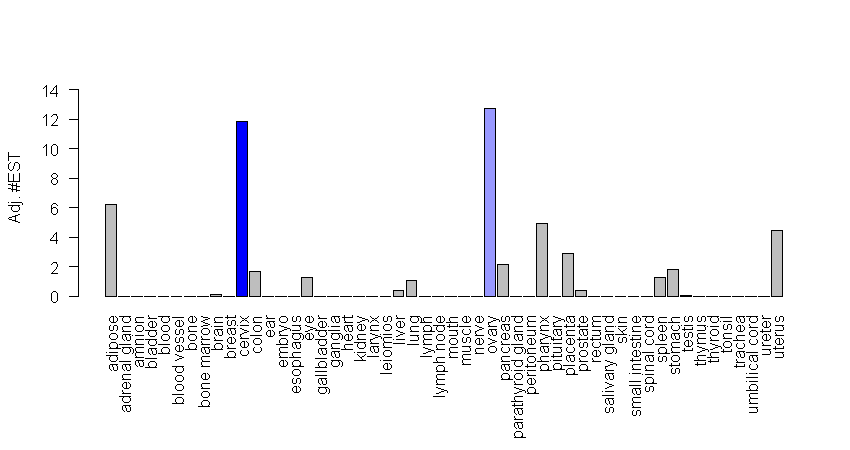 Adj. #EST
14
12
10
8
6
4
2
0
adipose
adrenal gland
amnion
bladder
blood
blood vessel
bone
bone marrow
brain
breast
cervix
colon
ear
embryo
esophagus
eye
gallbladder
ganglia
heart
kidney
larynx
leiomios
liver
lung
lymph
lymph node
mouth
muscle
nerve
ovary
pancreas
parathyroid gland
peritoneum
pharynx
pituitary
placenta
prostate
rectum
salivary gland
skin
small intestine
spinal cord
spleen
stomach
testis
thymus
thyroid
tonsil
trachea
umbilical cord
ureter
uterus